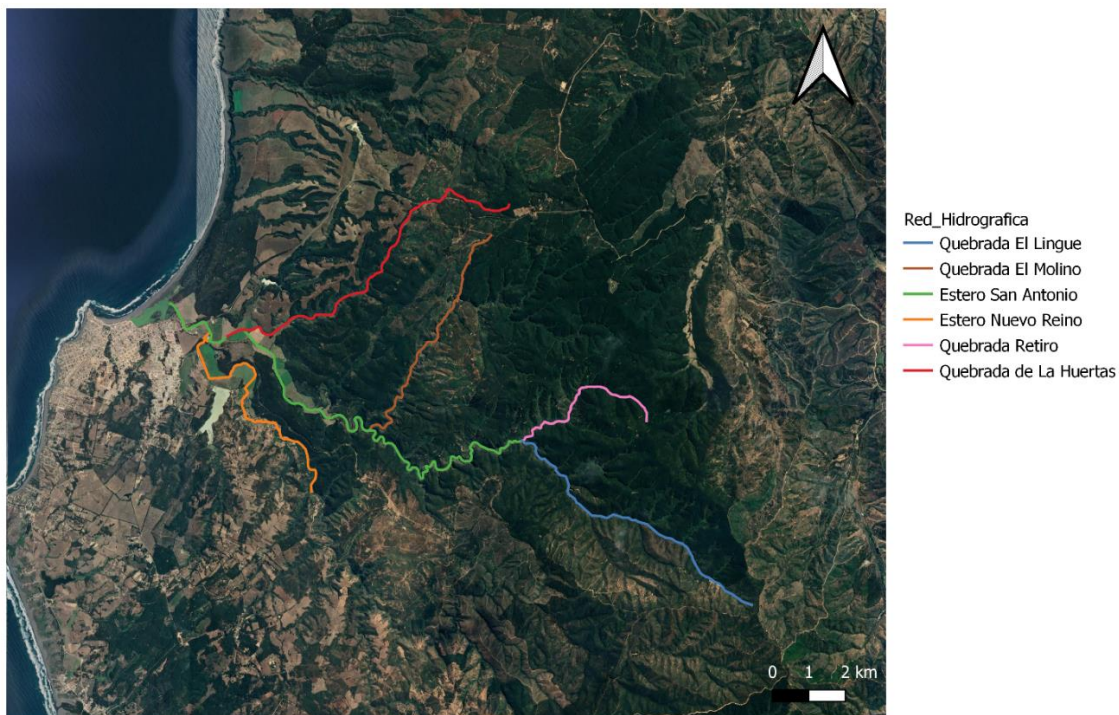 Red_Hidrografica
Quebrada El Lingue
Quebrada El Molino
Estero San Antonio
Estero Nuevo Reino
Quebrada Retiro
Quebrada de La Huertas
0 1 2 km